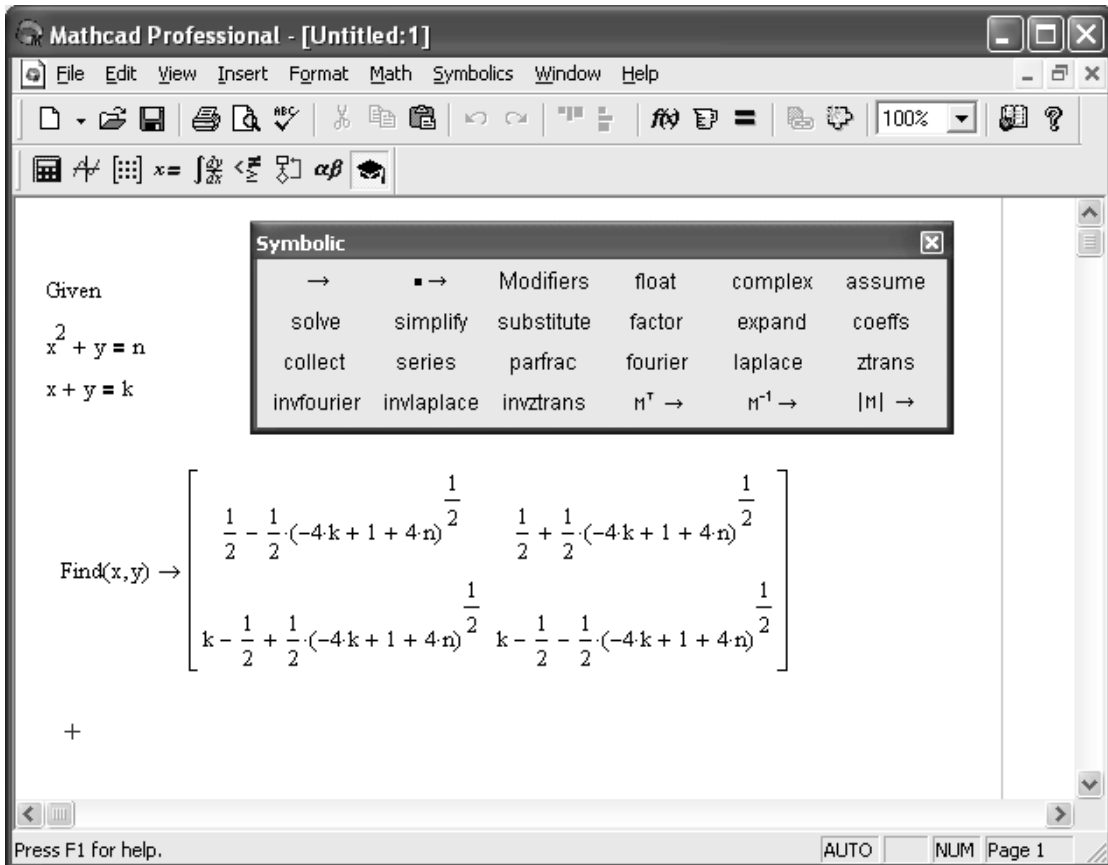 Mathcad Professional - [Untitled:1]
File Edit View Insert Format Math Symbolics Window Help
100%
x= αβ
Symbolic
→ ▪→ Modifiers float complex assume
solve simplify substitute factor expand coeffs
collect series parfrac fourier laplace ztrans
invfourier invlaplace invztrans Mᵀ → M⁻¹ → |M| →
Given
x² + y = n
x + y = k
Find(x,y) → [ 1/2 - 1/2·(-4·k + 1 + 4·n)^(1/2) 1/2 + 1/2·(-4·k + 1 + 4·n)^(1/2)
k - 1/2 + 1/2·(-4·k + 1 + 4·n)^(1/2) k - 1/2 - 1/2·(-4·k + 1 + 4·n)^(1/2) ]
+
Press F1 for help. AUTO NUM Page 1